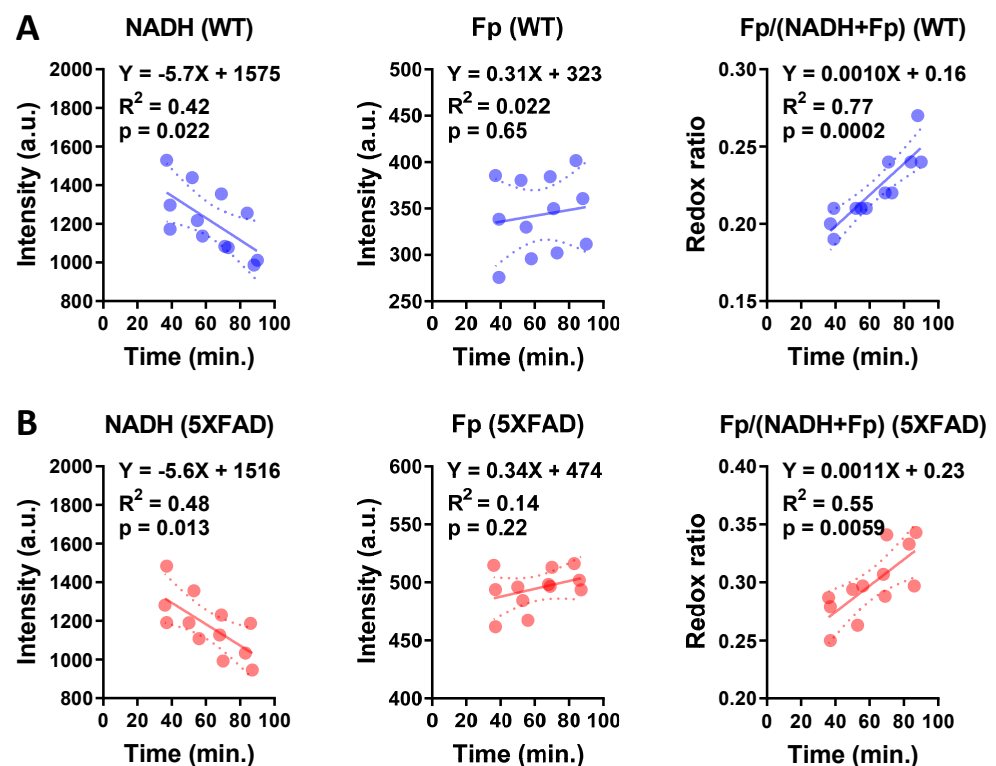 A
NADH (WT)
Y = -5.7X + 1575
R² = 0.42
p = 0.022
Intensity (a.u.)
2000
1800
1600
1400
1200
1000
800
0 20 40 60 80 100
Time (min.)
Fp (WT)
Y = 0.31X + 323
R² = 0.022
p = 0.65
Intensity (a.u.)
500
450
400
350
300
250
0 20 40 60 80 100
Time (min.)
Fp/(NADH+Fp) (WT)
Y = 0.0010X + 0.16
R² = 0.77
p = 0.0002
Redox ratio
0.30
0.25
0.20
0.15
0 20 40 60 80 100
Time (min.)
B
NADH (5XFAD)
Y = -5.6X + 1516
R² = 0.48
p = 0.013
Intensity (a.u.)
2000
1800
1600
1400
1200
1000
800
0 20 40 60 80 100
Time (min.)
Fp (5XFAD)
Y = 0.34X + 474
R² = 0.14
p = 0.22
Intensity (a.u.)
600
550
500
450
400
0 20 40 60 80 100
Time (min.)
Fp/(NADH+Fp) (5XFAD)
Y = 0.0011X + 0.23
R² = 0.55
p = 0.0059
Redox ratio
0.40
0.35
0.30
0.25
0.20
0 20 40 60 80 100
Time (min.)